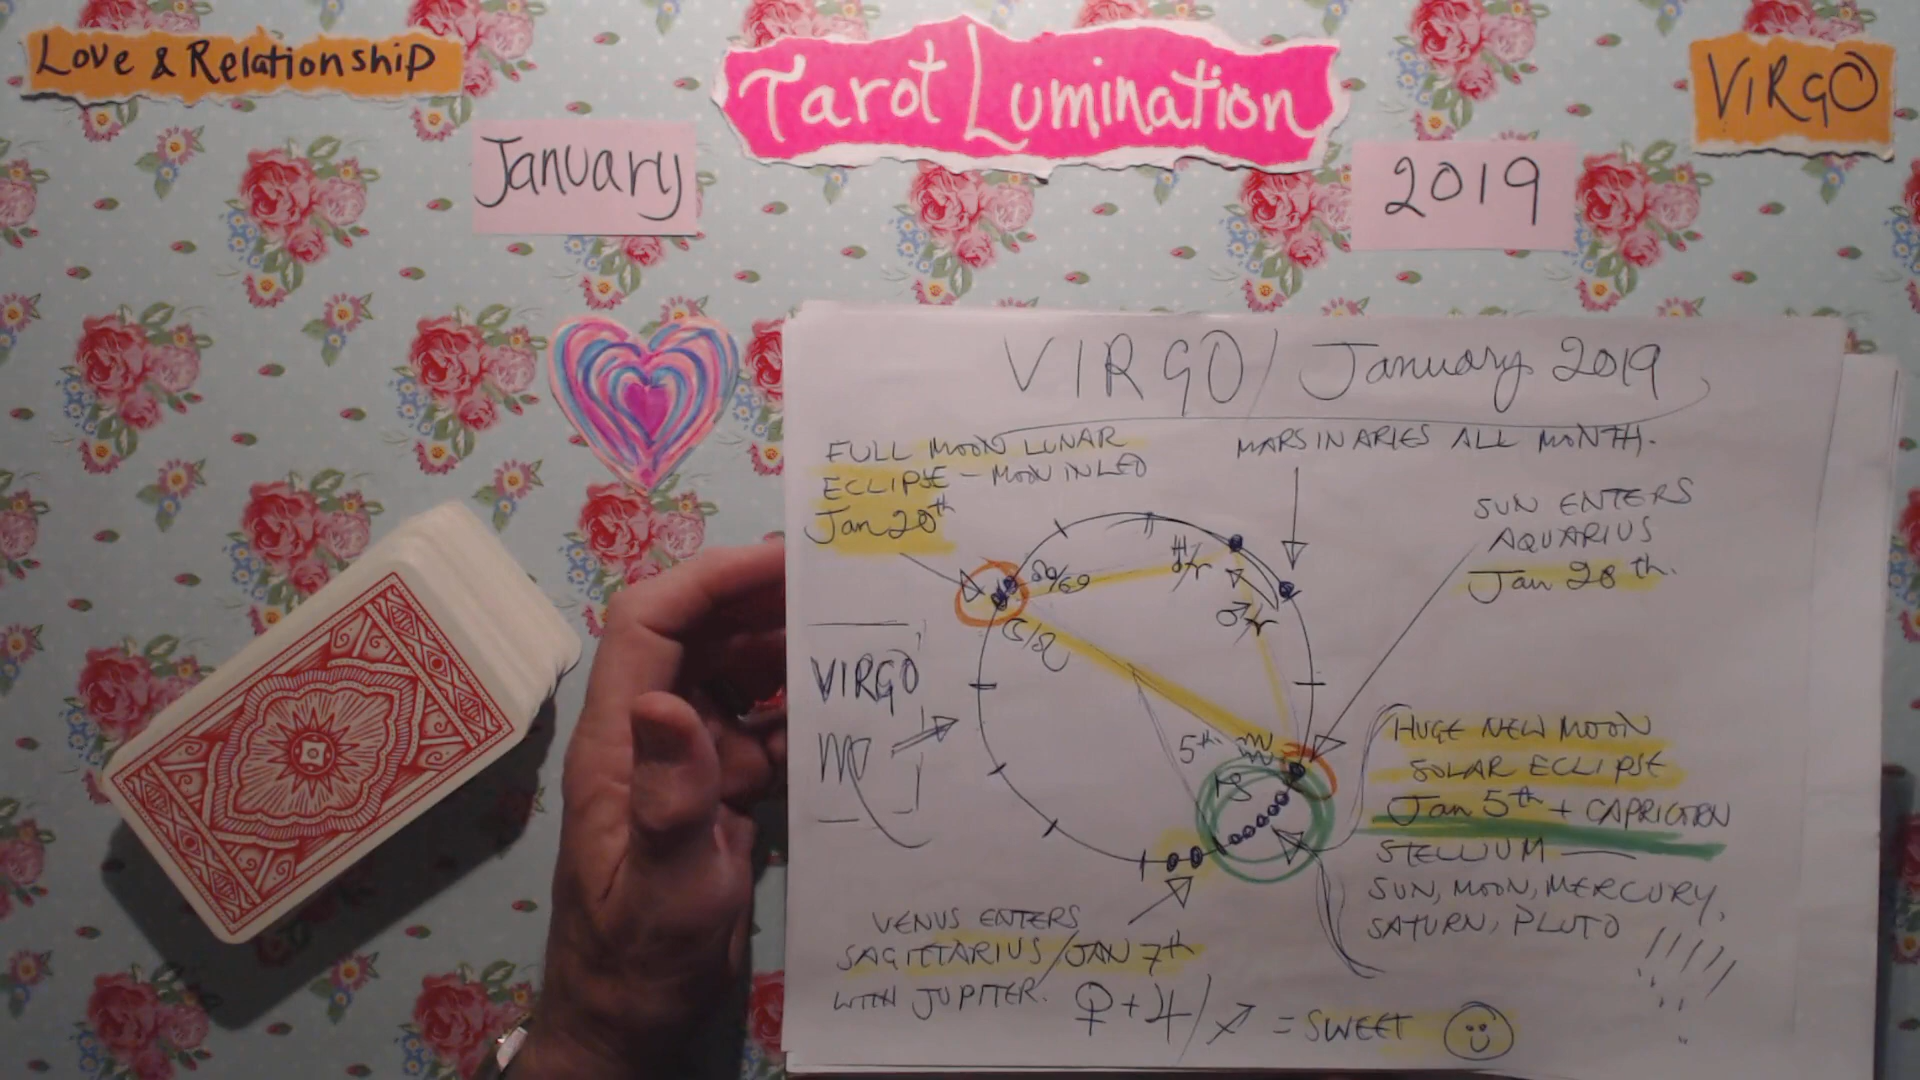 Love & Relationship
Tarot Lumination
VIRGO
January
2019
VIRGO / January 2019
FULL MOON LUNAR
ECLIPSE - MOON IN LEO
Jan 20th
MARS IN ARIES ALL MONTH.
SUN ENTERS
AQUARIUS
Jan 20th.
VIRGO
♍
5th
HUGE NEW MOON
SOLAR ECLIPSE
Jan 5th + CAPRICORN
STELLIUM —
SUN, MOON, MERCURY,
SATURN, PLUTO !!!!!
VENUS ENTERS
SAGITTARIUS / JAN 7th
WITH JUPITER. ♀ + ♃ / ♐ = SWEET